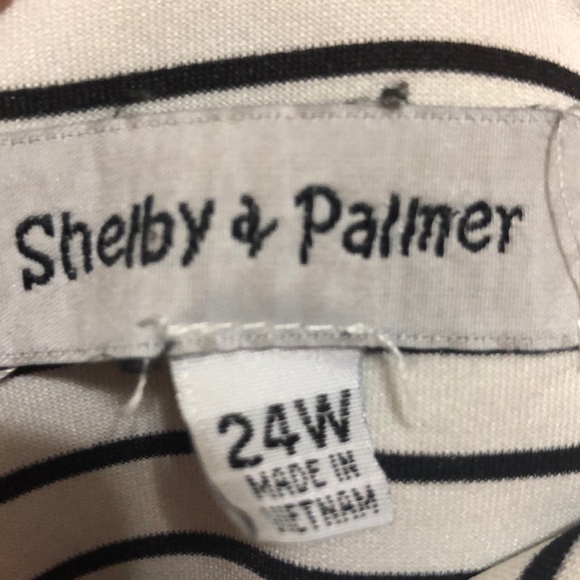 Shelby & Palmer
24W
MADE IN
VIETNAM